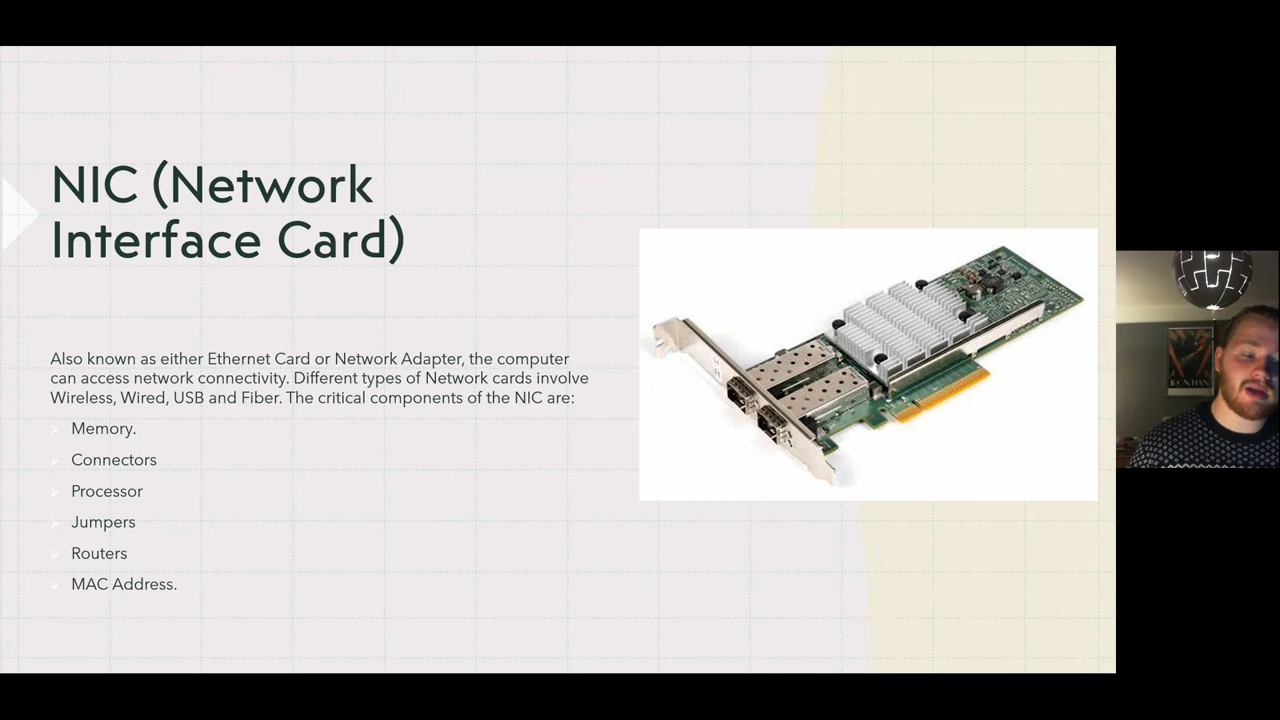 NIC (Network
Interface Card)
Also known as either Ethernet Card or Network Adapter, the computer
can access network connectivity. Different types of Network cards involve
Wireless, Wired, USB and Fiber. The critical components of the NIC are:
Memory.
Connectors
Processor
Jumpers
Routers
MAC Address.